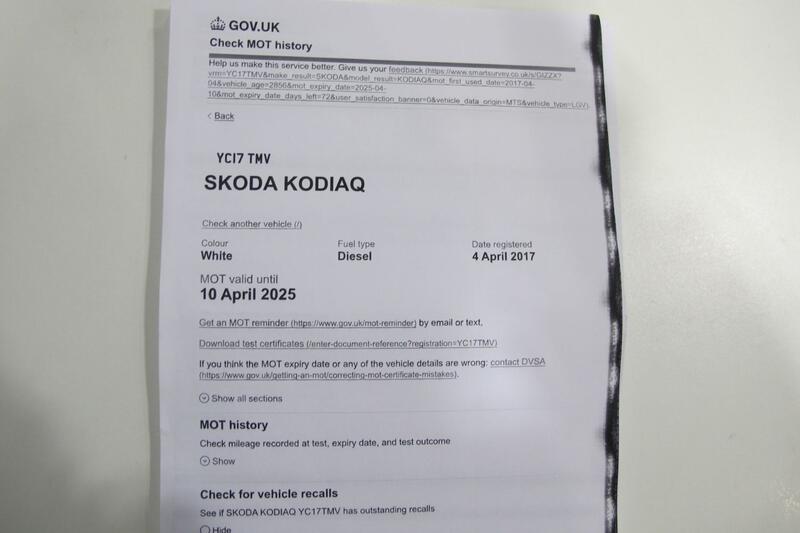 GOV.UK
Check MOT history
Help us make this service better. Give us your feedback (https://www.smartsurvey.co.uk/s/GIZZX?
vrm=YC17TMV&make_result=SKODA&model_result=KODIAQ&mot_first_used_date=2017-04-
04&vehicle_age=2856&mot_expiry_date=2025-04-
10&mot_expiry_date_days_left=72&user_satisfaction_banner=0&vehicle_data_origin=MTS&vehicle_type=LGV).
Back
YC17 TMV
SKODA KODIAQ
Check another vehicle (/)
Colour Fuel type Date registered
White Diesel 4 April 2017
MOT valid until
10 April 2025
Get an MOT reminder (https://www.gov.uk/mot-reminder) by email or text.
Download test certificates (/enter-document-reference?registration=YC17TMV)
If you think the MOT expiry date or any of the vehicle details are wrong: contact DVSA
(https://www.gov.uk/getting-an-mot/correcting-mot-certificate-mistakes).
Show all sections
MOT history
Check mileage recorded at test, expiry date, and test outcome
Show
Check for vehicle recalls
See if SKODA KODIAQ YC17TMV has outstanding recalls
Hide